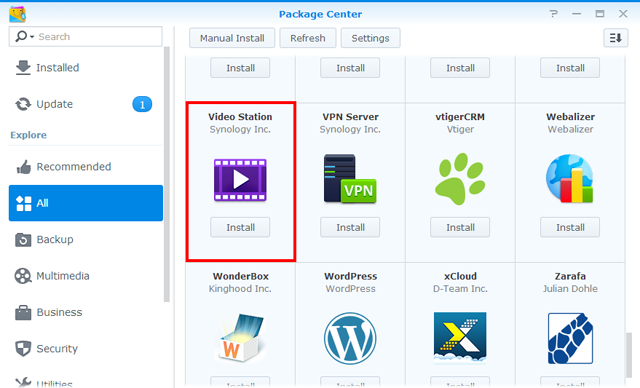 Package Center
Search
Manual Install
Refresh
Settings
Installed
Update
1
Explore
Recommended
All
Backup
Multimedia
Business
Security
Utilities
Install
Install
Install
Install
Video Station
Synology Inc.
Install
VPN Server
Synology Inc.
VPN
Install
vtigerCRM
Vtiger
Install
Webalizer
Webalizer
Install
WonderBox
Kinghood Inc.
W
Install
WordPress
WordPress
W
Install
xCloud
D-Team Inc.
X
Install
Zarafa
Julian Dohle
Install